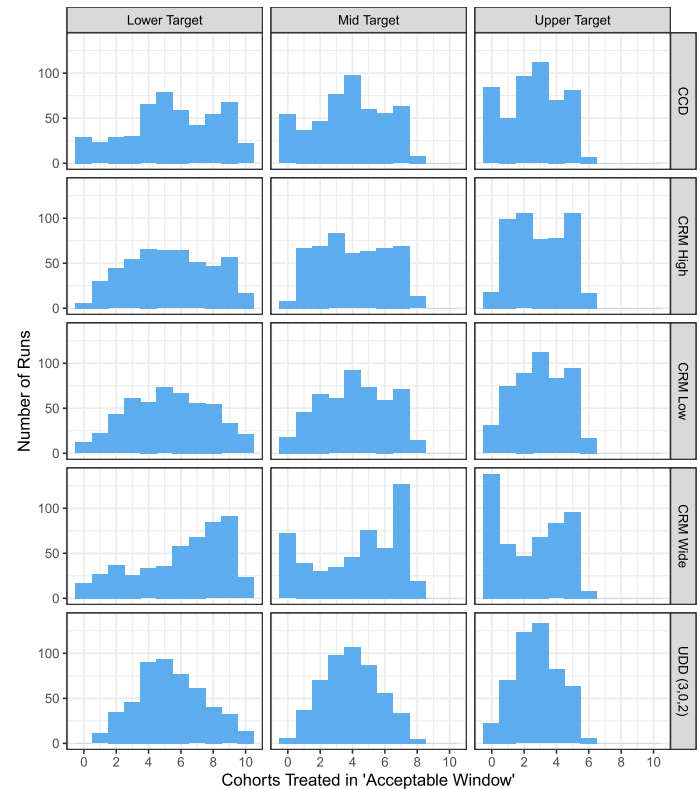 Lower Target Mid Target Upper Target
100
50
0
CCD
100
50
0
CRM High
100
50
0
CRM Low
100
50
0
CRM Wide
100
50
0
UDD (3,0,2)
0 2 4 6 8 10 0 2 4 6 8 10 0 2 4 6 8 10
Number of Runs
Cohorts Treated in 'Acceptable Window'